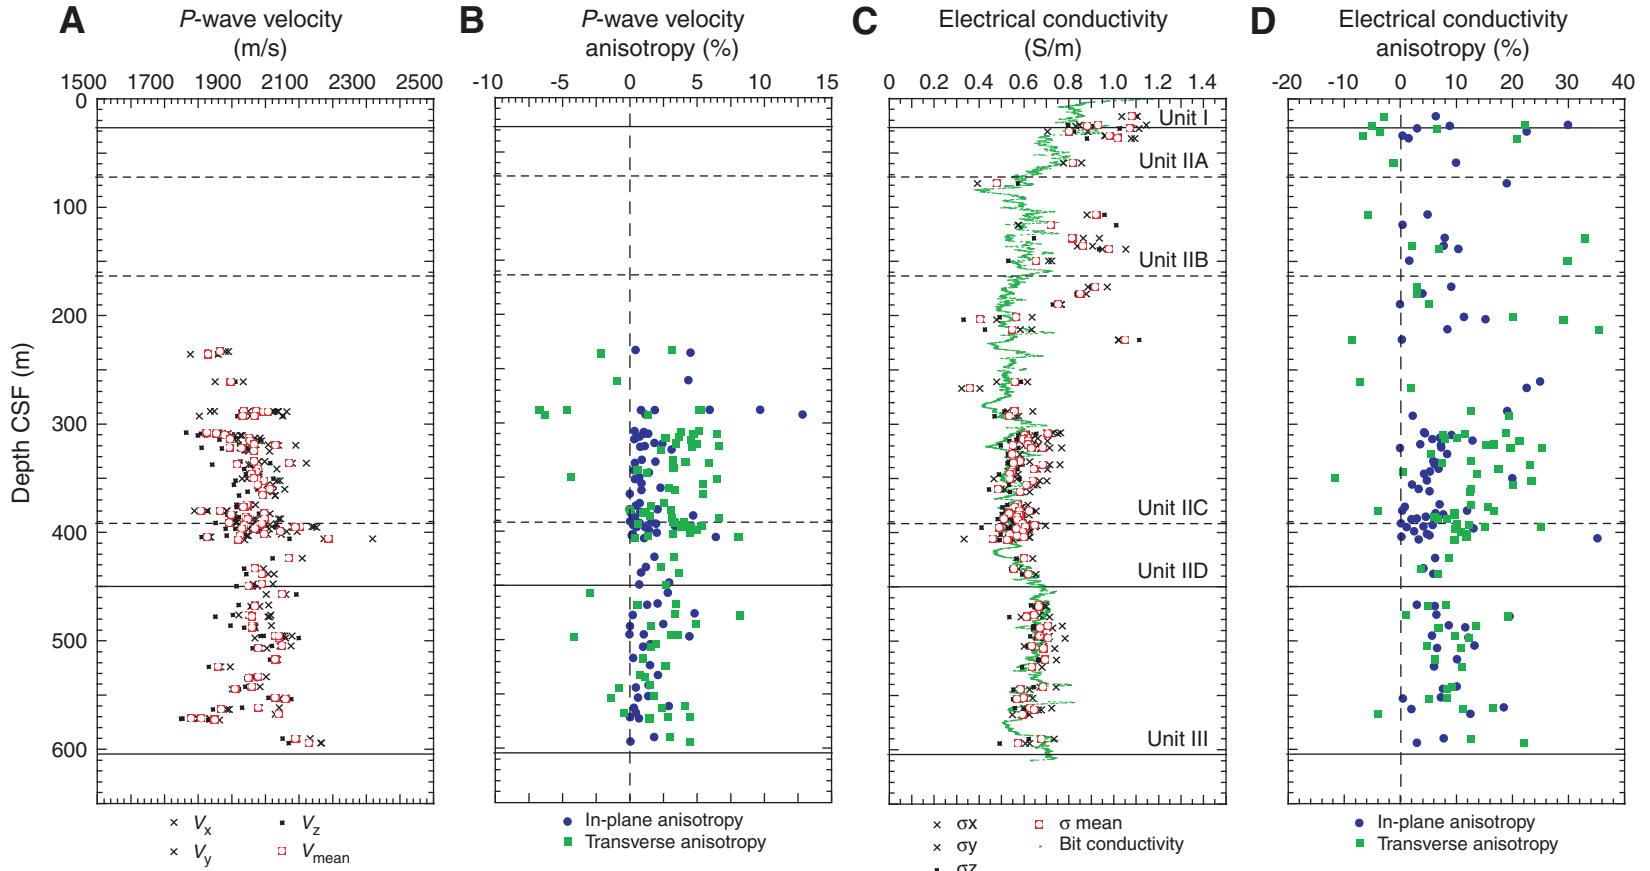 A
P-wave velocity
(m/s)
1500 1700 1900 2100 2300 2500
B
P-wave velocity
anisotropy (%)
-10 -5 0 5 10 15
C
Electrical conductivity
(S/m)
0 0.2 0.4 0.6 0.8 1.0 1.2 1.4
D
Electrical conductivity
anisotropy (%)
-20 -10 0 10 20 30 40
Depth CSF (m)
0
100
200
300
400
500
600
Unit I
Unit IIA
Unit IIB
Unit IIC
Unit IID
Unit III
Vx
Vy
Vz
Vmean
In-plane anisotropy
Transverse anisotropy
σx
σy
σz
σ mean
Bit conductivity
In-plane anisotropy
Transverse anisotropy